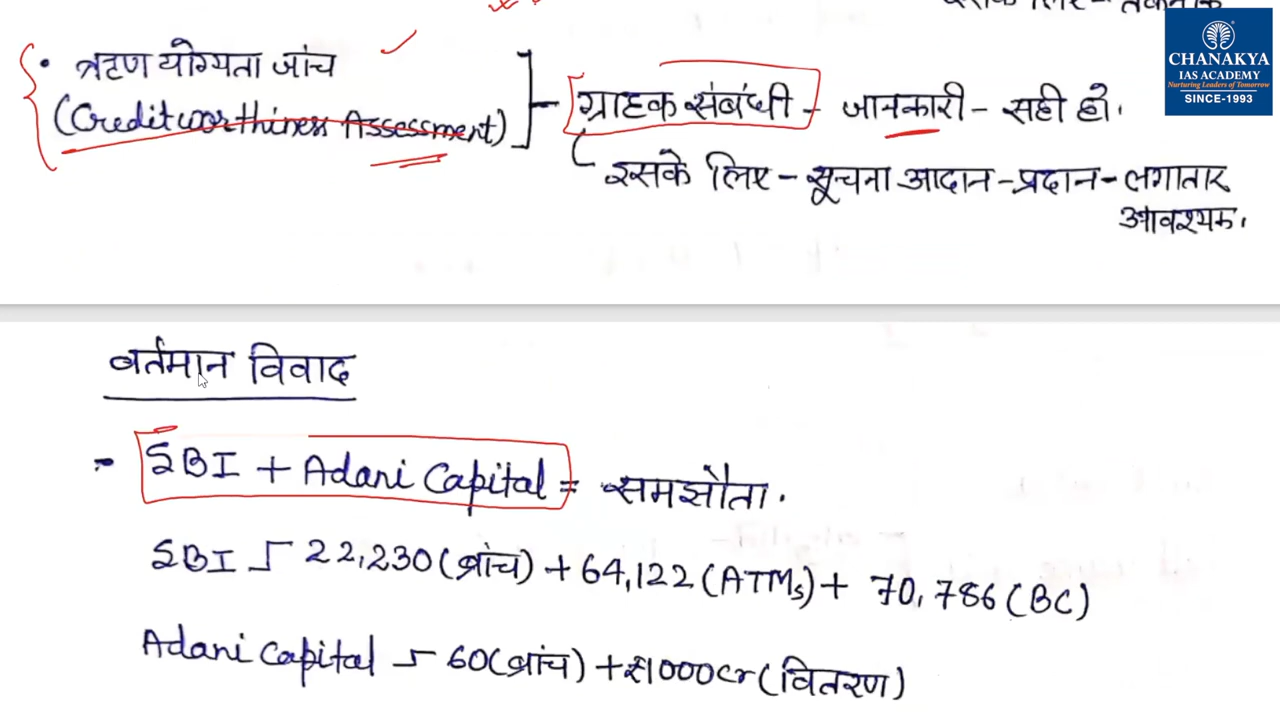 CHANAKYA
IAS ACADEMY
Nurturing Leaders of Tomorrow
SINCE-1993
• ऋण योग्यता जांच
(Creditworthiness Assessment)
ग्राहक संबंधी - जानकारी - सही हो.
इसके लिए - सूचना आदान-प्रदान - लगातार
आवश्यक.
वर्तमान विवाद
- SBI + Adani Capital = समझौता.
SBI 22,230 (ब्रांच) + 64,122 (ATMs) + 70,786 (BC)
Adani Capital 60 (ब्रांच) + ₹1000Cr (वितरण)